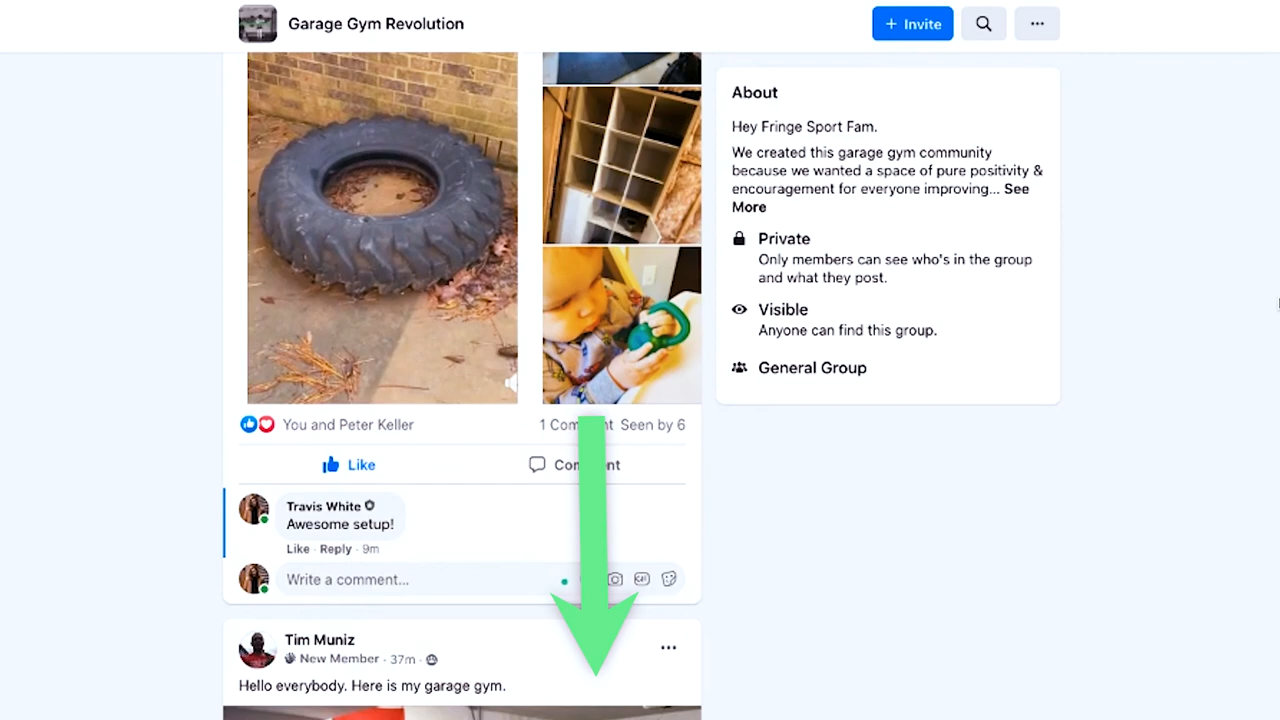 Garage Gym Revolution
+ Invite
About
Hey Fringe Sport Fam.
We created this garage gym community
because we wanted a space of pure positivity &
encouragement for everyone improving... See
More
Private
Only members can see who's in the group
and what they post.
Visible
Anyone can find this group.
General Group
You and Peter Keller
1 Seen by 6
Like
Travis White
Awesome setup!
Like · Reply · 9m
Write a comment...
GIF
Tim Muniz
New Member · 37m ·
Hello everybody. Here is my garage gym.